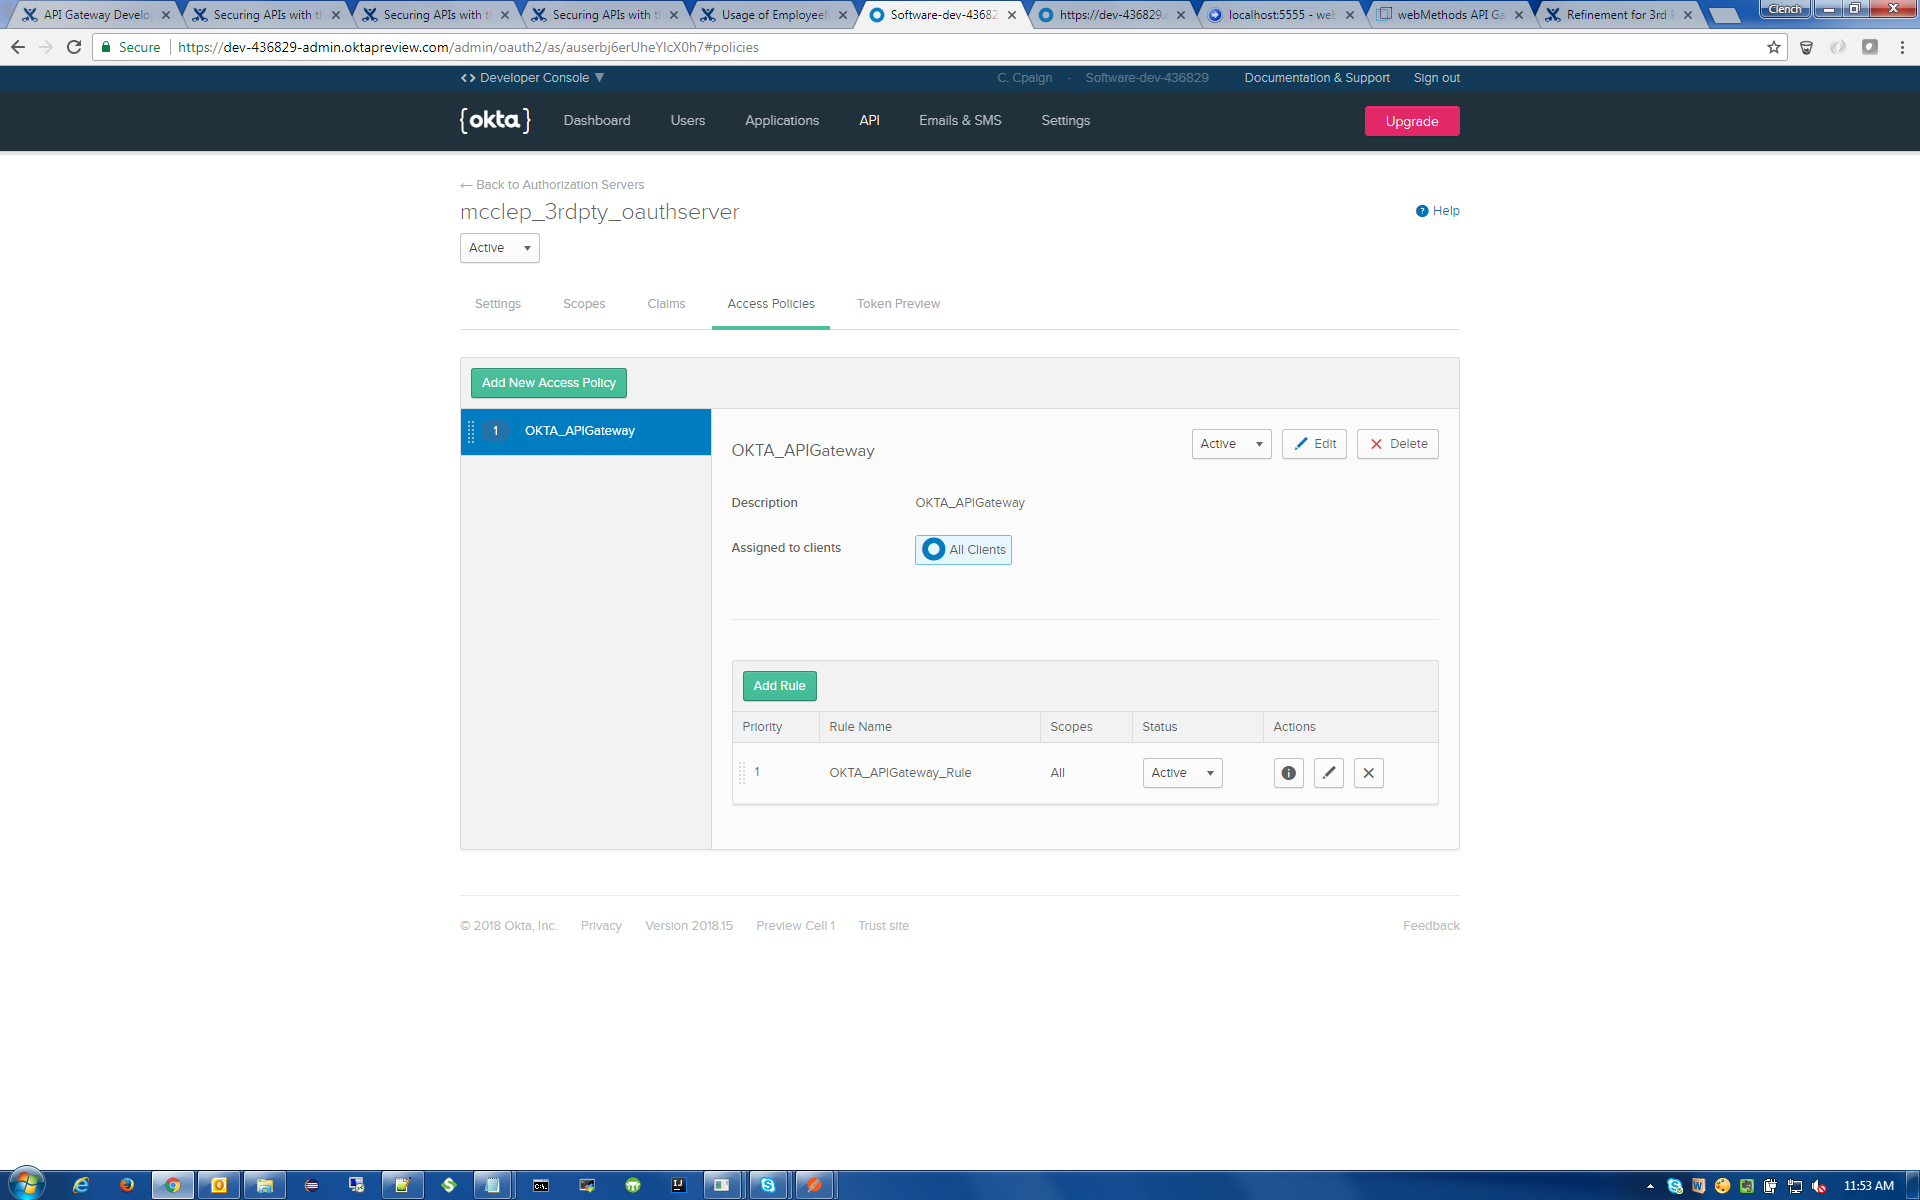 API Gateway Develo
Securing APIs with t
Securing APIs with t
Securing APIs with t
Usage of Employee
Software-dev-43682
https://dev-436829.
localhost:5555 - web
webMethods API Ga
Refinement for 3rd
Clench
Secure
https://dev-436829-admin.oktapreview.com/admin/oauth2/as/auserbj6erUheYlcX0h7#policies
<> Developer Console
C. Cpaign · Software-dev-436829
Documentation & Support
Sign out
{okta}
Dashboard
Users
Applications
API
Emails & SMS
Settings
Upgrade
← Back to Authorization Servers
mcclep_3rdpty_oauthserver
Help
Active
Settings
Scopes
Claims
Access Policies
Token Preview
Add New Access Policy
1 OKTA_APIGateway
OKTA_APIGateway
Active
Edit
Delete
Description OKTA_APIGateway
Assigned to clients All Clients
Add Rule
Priority Rule Name Scopes Status Actions
1 OKTA_APIGateway_Rule All Active
© 2018 Okta, Inc. Privacy Version 2018.15 Preview Cell 1 Trust site Feedback
11:53 AM